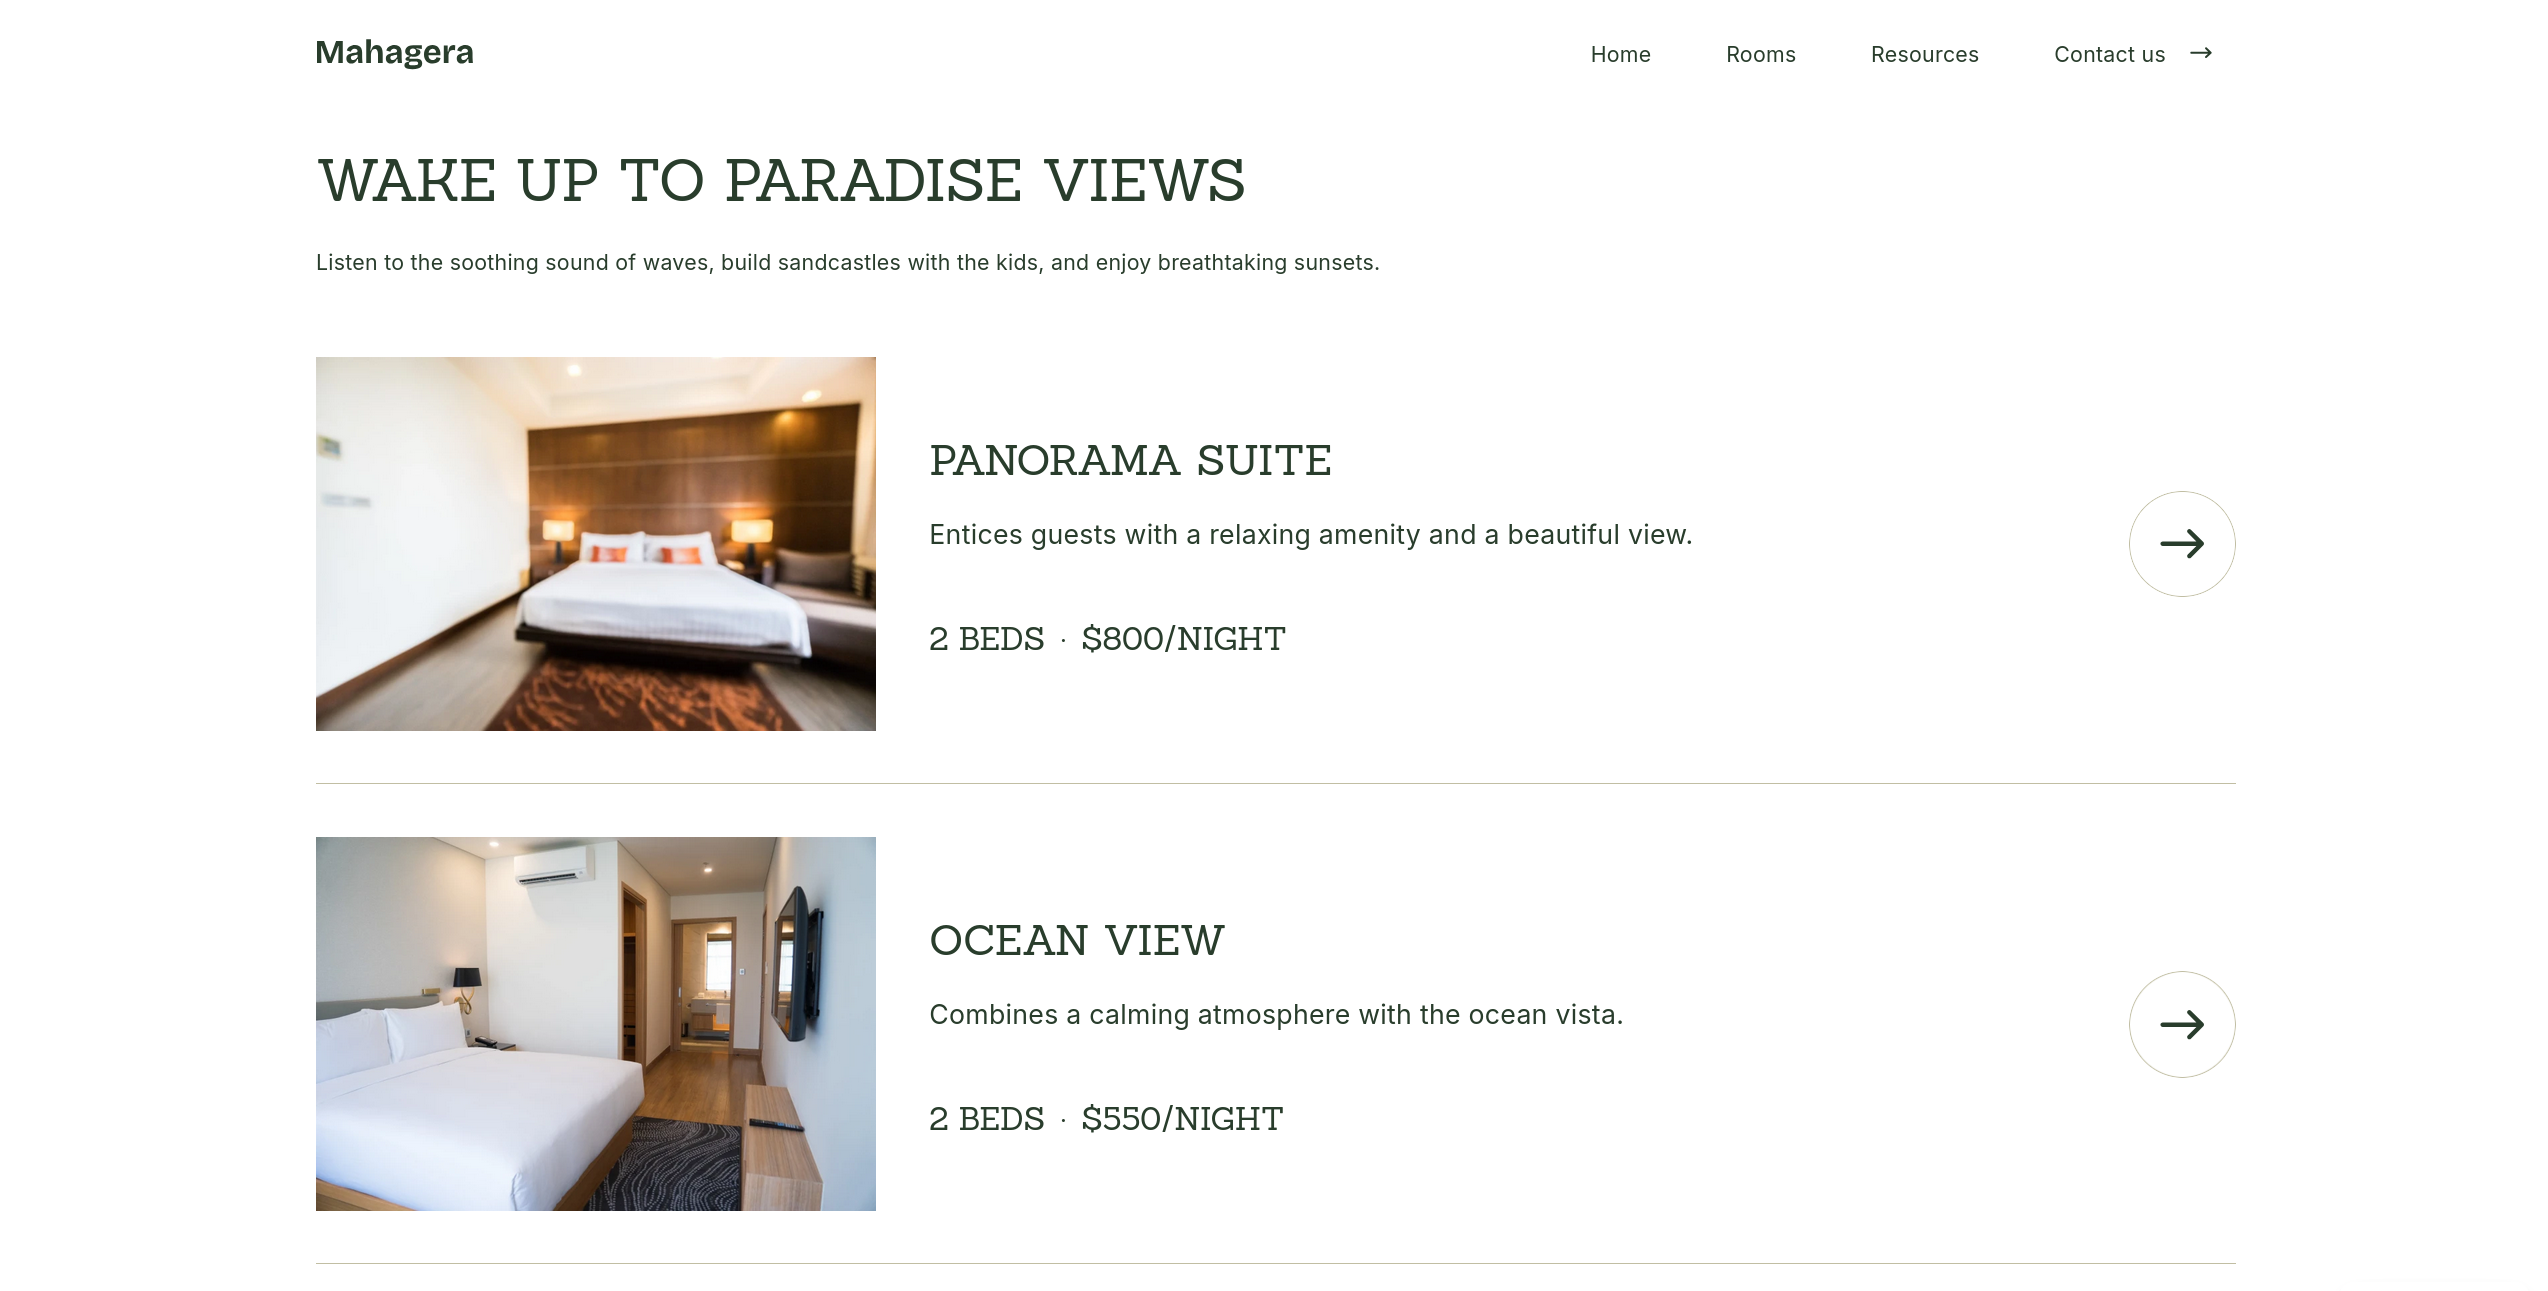 Mahagera
Home
Rooms
Resources
Contact us →
WAKE UP TO PARADISE VIEWS
Listen to the soothing sound of waves, build sandcastles with the kids, and enjoy breathtaking sunsets.
PANORAMA SUITE
Entices guests with a relaxing amenity and a beautiful view.
2 BEDS · $800/NIGHT
OCEAN VIEW
Combines a calming atmosphere with the ocean vista.
2 BEDS · $550/NIGHT